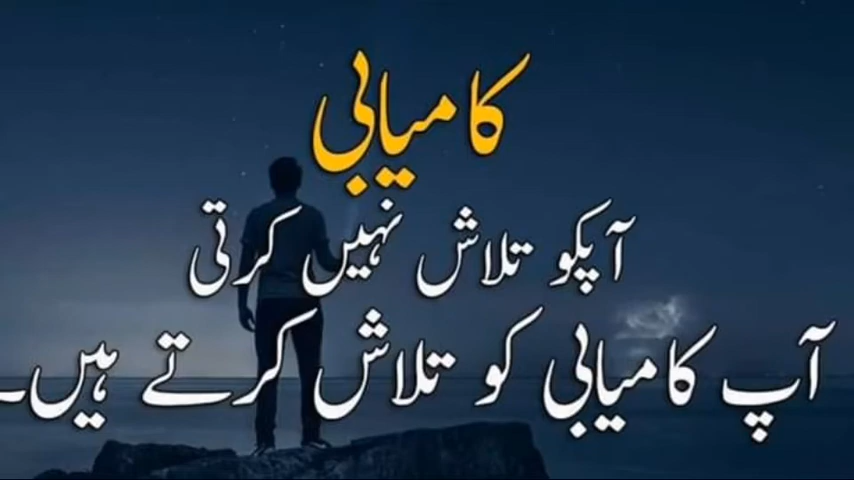 کامیابی
آپکو تلاش نہیں کرتی
آپ کامیابی کو تلاش کرتے ہیں۔